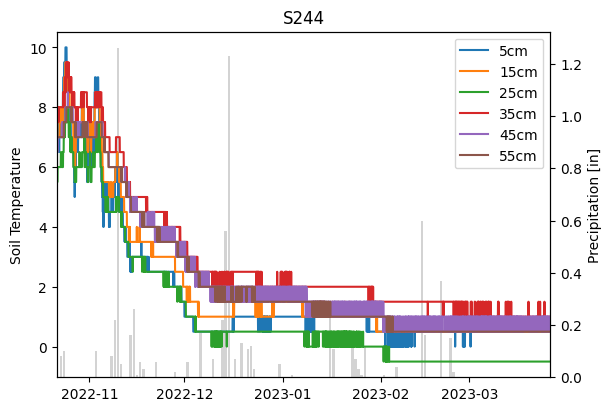 S244
10
8
6
4
2
0
Soil Temperature
5cm
15cm
25cm
35cm
45cm
55cm
1.2
1.0
0.8
0.6
0.4
0.2
0.0
Precipitation [in]
2022-11
2022-12
2023-01
2023-02
2023-03